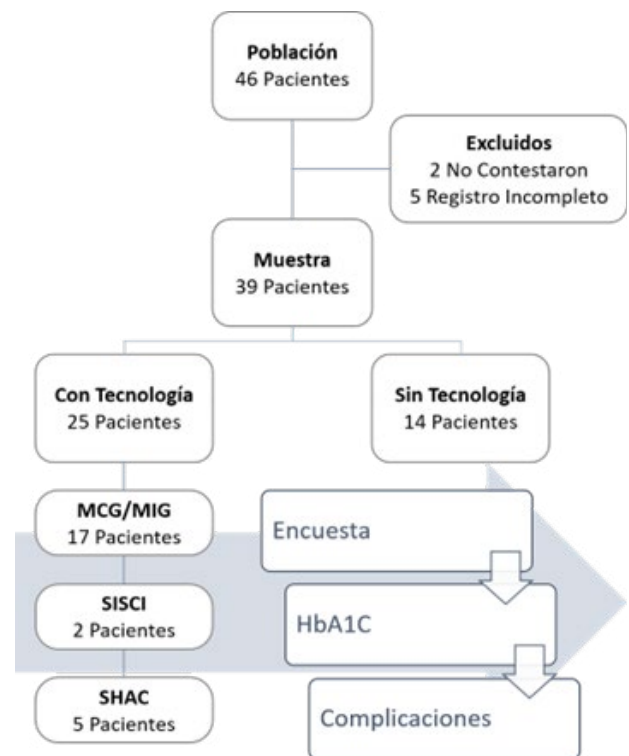 Población
46 Pacientes
Excluidos
2 No Contestaron
5 Registro Incompleto
Muestra
39 Pacientes
Con Tecnología
25 Pacientes
Sin Tecnología
14 Pacientes
MCG/MIG
17 Pacientes
SISCI
2 Pacientes
SHAC
5 Pacientes
Encuesta
HbA1C
Complicaciones